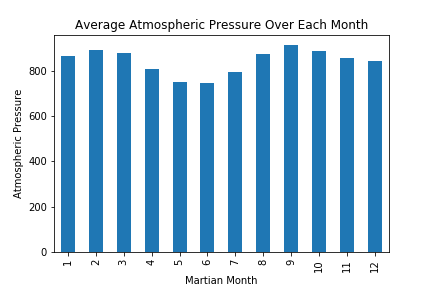 Average Atmospheric Pressure Over Each Month
Atmospheric Pressure
800
600
400
200
0
1 2 3 4 5 6 7 8 9 10 11 12
Martian Month